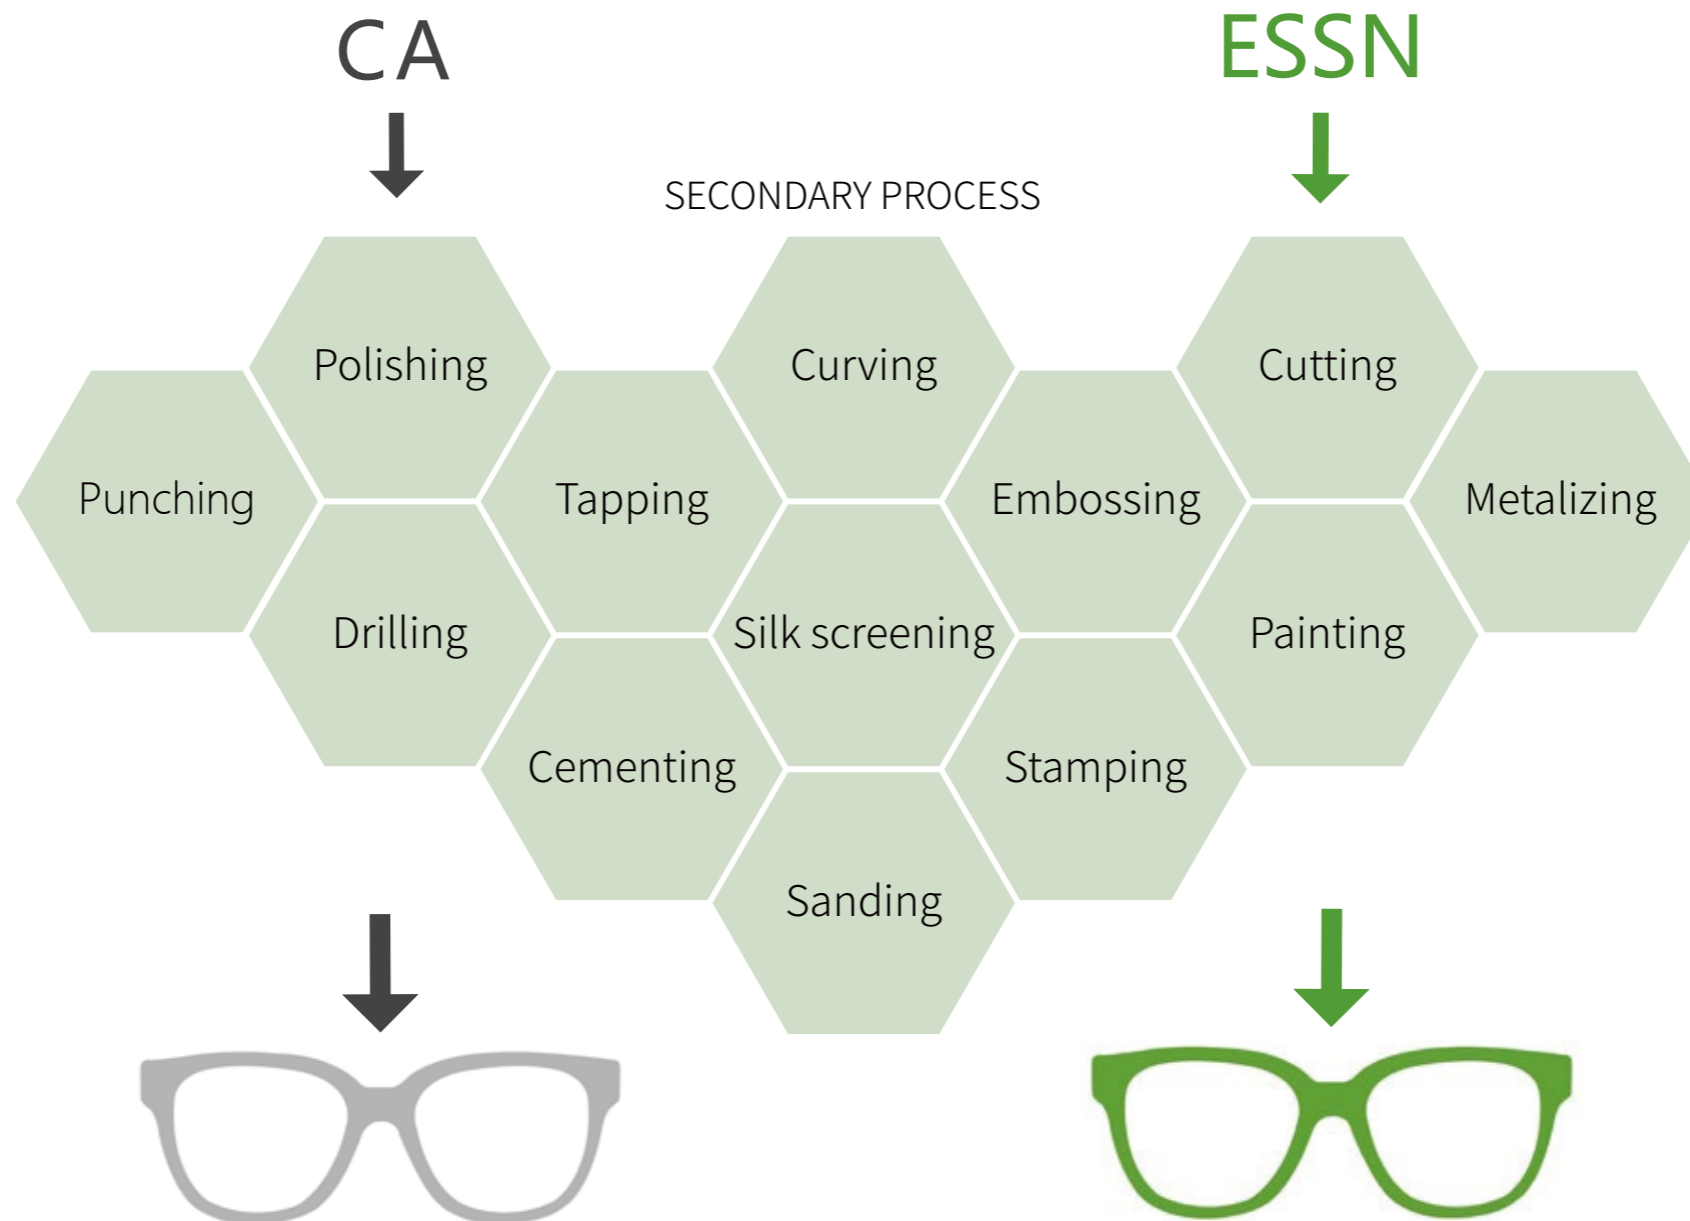 CA
ESSN
SECONDARY PROCESS
Polishing
Curving
Cutting
Punching
Tapping
Embossing
Metalizing
Drilling
Silk screening
Painting
Cementing
Stamping
Sanding